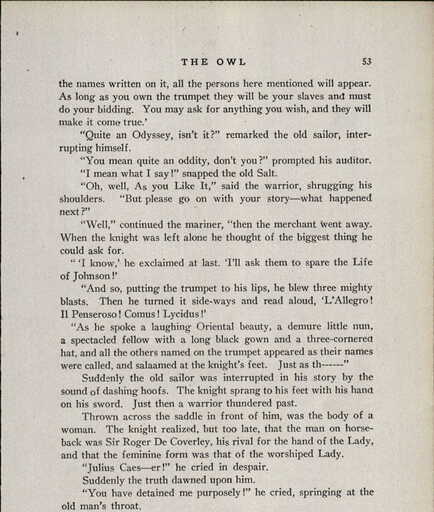 THE OWL 53
the names written on it, all the persons here mentioned will appear.
As long as you own the trumpet they will be your slaves and must
do your bidding. You may ask for anything you wish, and they will
make it come true.'
"Quite an Odyssey, isn't it?" remarked the old sailor, inter-
rupting himself.
"You mean quite an oddity, don't you?" prompted his auditor.
"I mean what I say!" snapped the old Salt.
"Oh, well, As you Like It," said the warrior, shrugging his
shoulders. "But please go on with your story—what happened
next?"
"Well," continued the mariner, "then the merchant went away.
When the knight was left alone he thought of the biggest thing he
could ask for.
" 'I know,' he exclaimed at last. 'I'll ask them to spare the Life
of Johnson!'
"And so, putting the trumpet to his lips, he blew three mighty
blasts. Then he turned it side-ways and read aloud, 'L'Allegro!
Il Penseroso! Comus! Lycidus!'
"As he spoke a laughing Oriental beauty, a demure little nun,
a spectacled fellow with a long black gown and a three-cornered
hat, and all the others named on the trumpet appeared as their names
were called, and salaamed at the knight's feet. Just as th------"
Suddenly the old sailor was interrupted in his story by the
sound of dashing hoofs. The knight sprang to his feet with his hand
on his sword. Just then a warrior thundered past.
Thrown across the saddle in front of him, was the body of a
woman. The knight realized, but too late, that the man on horse-
back was Sir Roger De Coverley, his rival for the hand of the Lady,
and that the feminine form was that of the worshiped Lady.
"Julius Caes—er!" he cried in despair.
Suddenly the truth dawned upon him.
"You have detained me purposely!" he cried, springing at the
old man's throat.